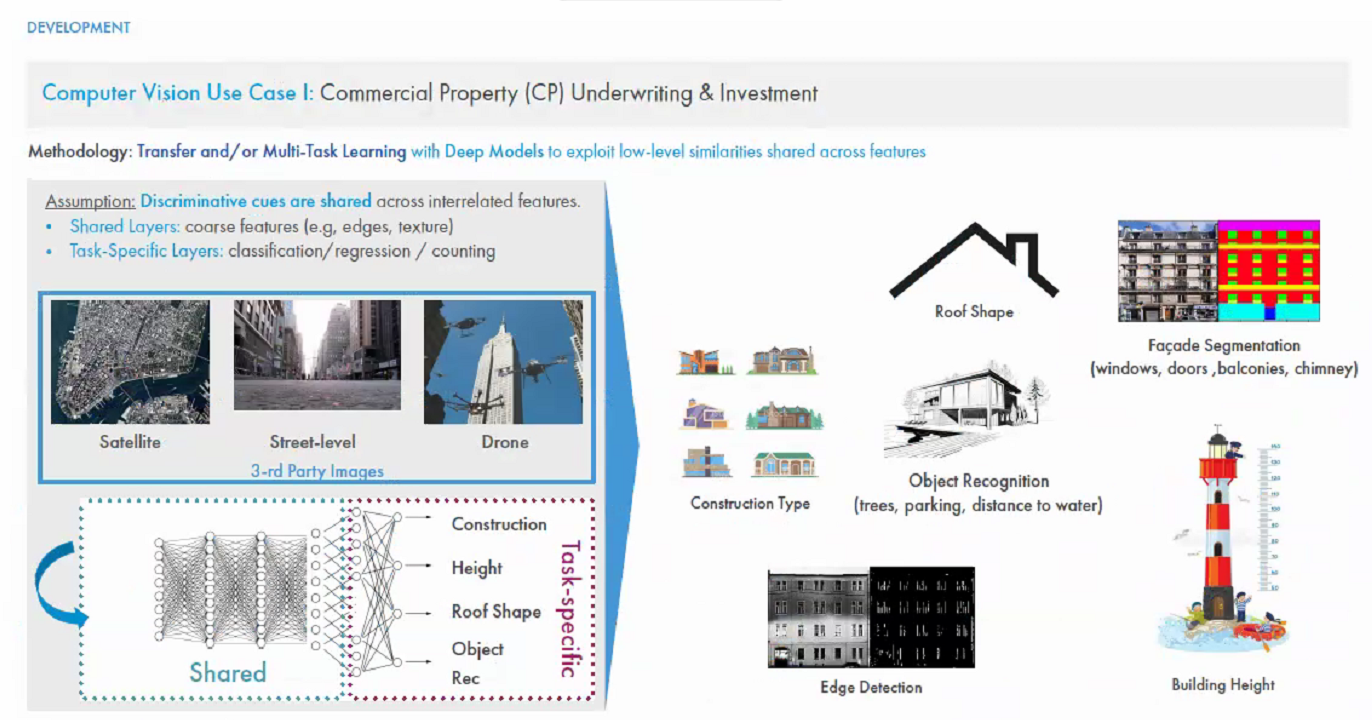 DEVELOPMENT
Computer Vision Use Case I: Commercial Property (CP) Underwriting & Investment
Methodology: Transfer and/or Multi-Task Learning with Deep Models to exploit low-level similarities shared across features
Assumption: Discriminative cues are shared across interrelated features.
• Shared Layers: coarse features (e.g, edges, texture)
• Task-Specific Layers: classification/regression / counting
Satellite
Street-level
Drone
3-rd Party Images
Shared
Construction
Height
Roof Shape
Object
Rec
Task-specific
Roof Shape
Façade Segmentation
(windows, doors ,balconies, chimney)
Construction Type
Object Recognition
(trees, parking, distance to water)
Edge Detection
Building Height